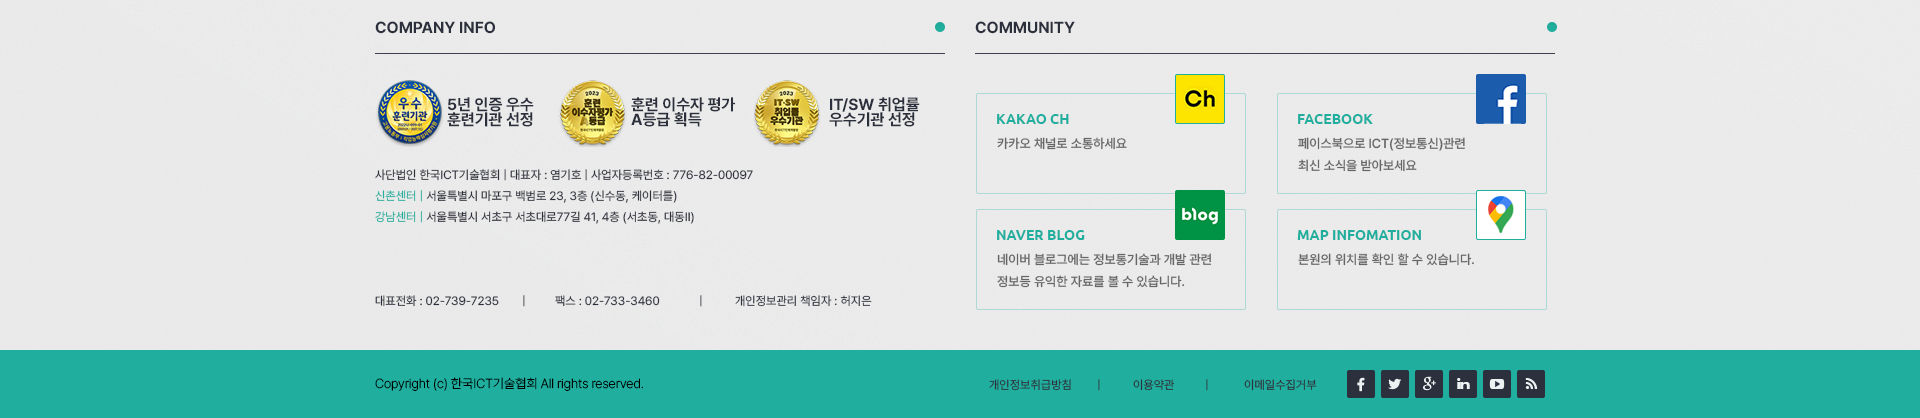 COMPANY INFO
우수
훈련기관
5년 인증 우수
훈련기관 선정
2023
훈련
이수자평가
A등급
훈련 이수자 평가
A등급 획득
2023
IT·SW
취업률
우수기관
IT/SW 취업률
우수기관 선정
사단법인 한국ICT기술협회 | 대표자 : 염기호 | 사업자등록번호 : 776-82-00097
신촌센터 | 서울특별시 마포구 백범로 23, 3층 (신수동, 케이터틀)
강남센터 | 서울특별시 서초구 서초대로77길 41, 4층 (서초동, 대동II)
대표전화 : 02-739-7235 | 팩스 : 02-733-3460 | 개인정보관리 책임자 : 허지은
COMMUNITY
Ch
KAKAO CH
카카오 채널로 소통하세요
FACEBOOK
페이스북으로 ICT(정보통신)관련
최신 소식을 받아보세요
blog
NAVER BLOG
네이버 블로그에는 정보통기술과 개발 관련
정보등 유익한 자료를 볼 수 있습니다.
MAP INFOMATION
본원의 위치를 확인 할 수 있습니다.
Copyright (c) 한국ICT기술협회 All rights reserved.
개인정보취급방침 | 이용약관 | 이메일수집거부